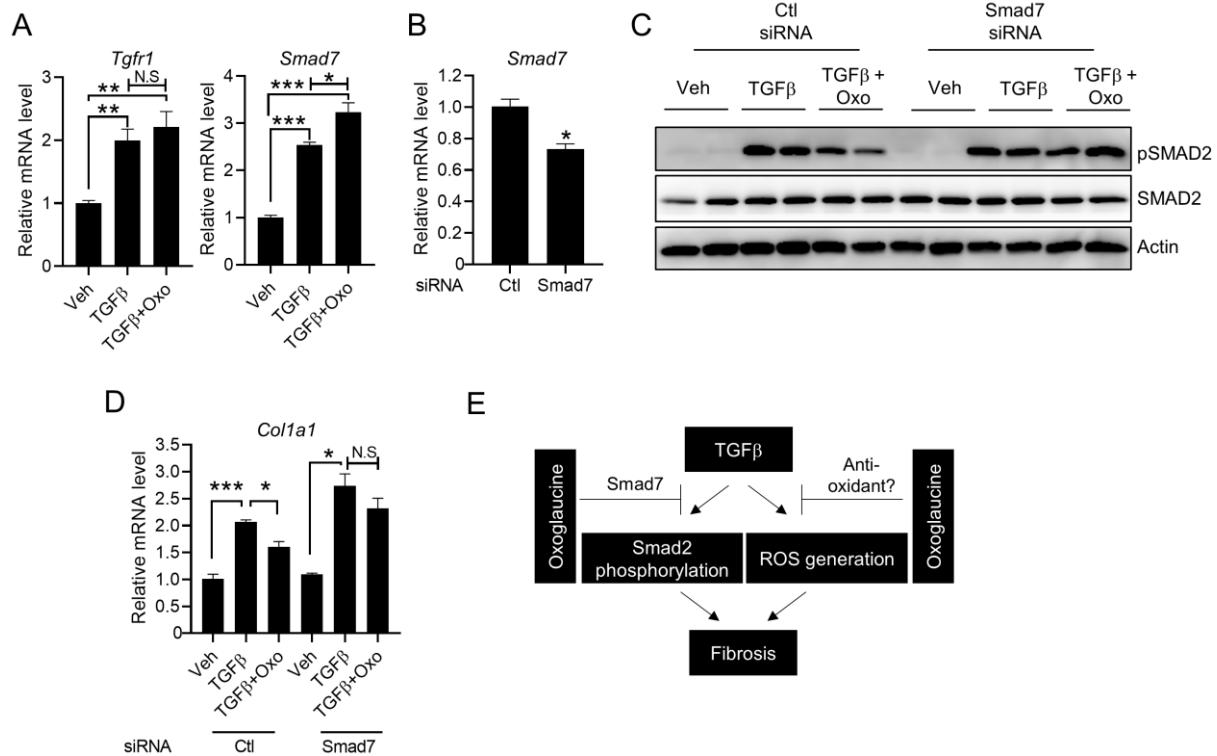 A
Tgfr1
Relative mRNA level
3
2
1
0
** N.S
**
Veh
TGFβ
TGFβ+Oxo
Smad7
Relative mRNA level
4
3
2
1
0
*** *
***
Veh
TGFβ
TGFβ+Oxo
B
Smad7
Relative mRNA level
1.2
1.0
0.8
0.6
0.4
0.2
0.0
*
siRNA Ctl Smad7
C
Ctl
siRNA
Smad7
siRNA
Veh
TGFβ
TGFβ +
Oxo
Veh
TGFβ
TGFβ +
Oxo
pSMAD2
SMAD2
Actin
D
Col1a1
Relative mRNA level
3.5
3.0
2.5
2.0
1.5
1.0
0.5
0
*** * * N.S
Veh
TGFβ
TGFβ+Oxo
Veh
TGFβ
TGFβ+Oxo
siRNA Ctl Smad7
E
Oxoglaucine
TGFβ
Smad7
Anti-
oxidant?
Oxoglaucine
Smad2
phosphorylation
ROS generation
Fibrosis